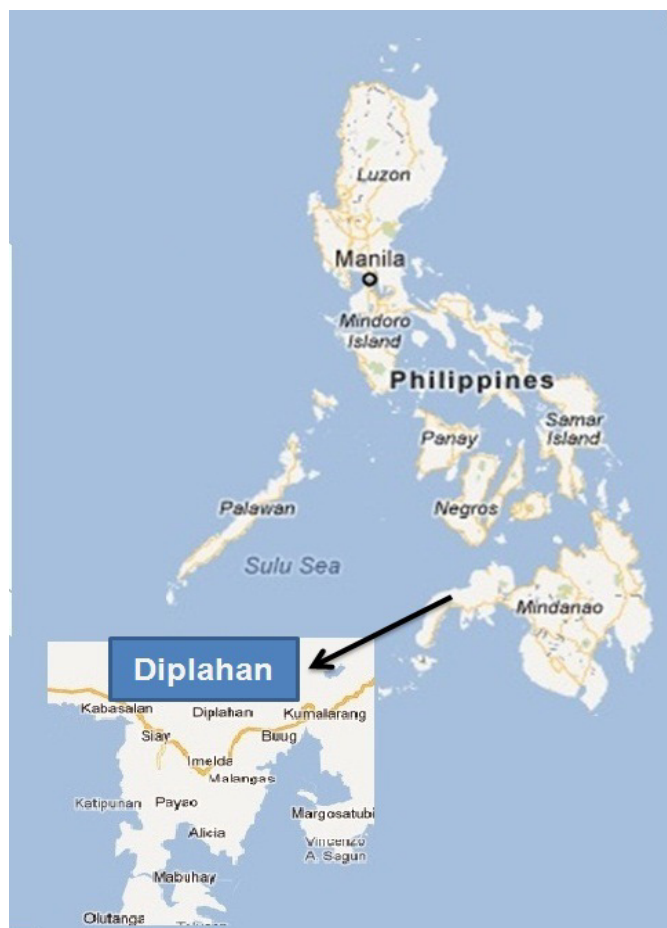 Luzon
Manila
Mindoro
Island
Philippines
Samar
Island
Panay
Palawan
Negros
Sulu Sea
Mindanao
Diplahan
Kabasalan
Diplahan
Kumalarang
Siay
Buug
Imelda
Malangas
Katipunan
Payao
Margosatubi
Alicia
Vincenzo
A. Sagun
Mabuhay
Olutanga